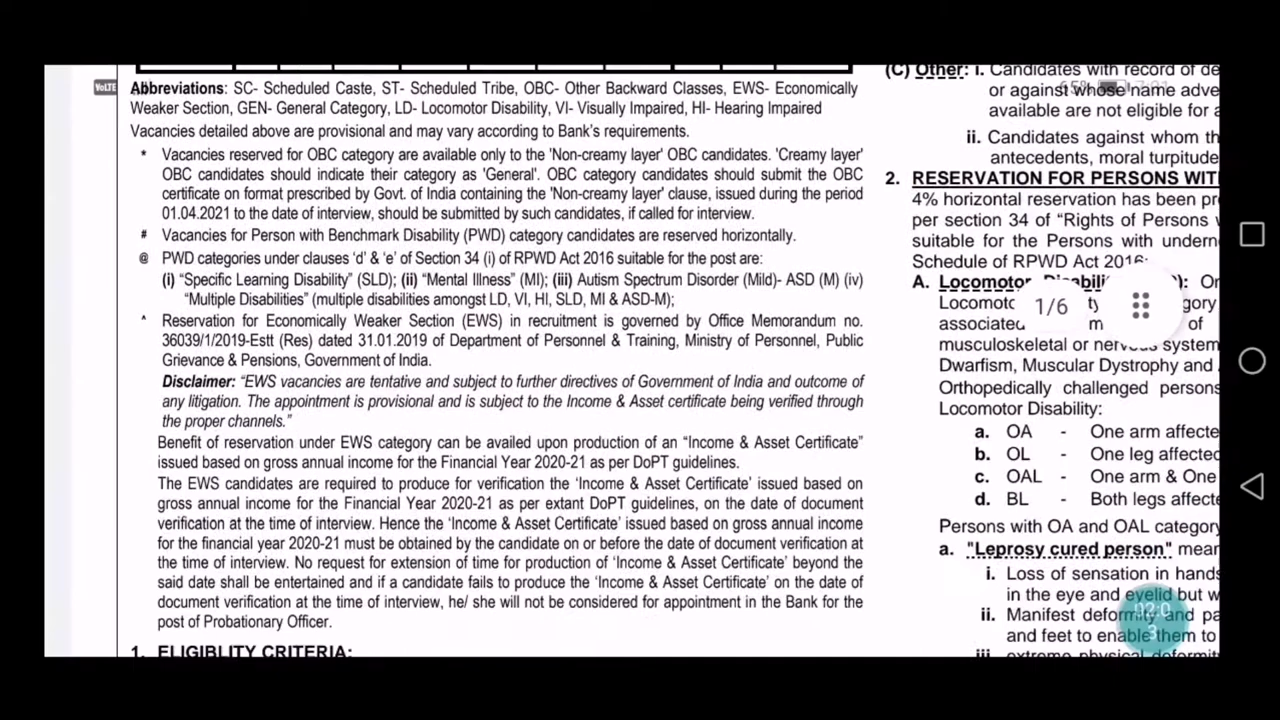 VoLTE
Abbreviations: SC- Scheduled Caste, ST- Scheduled Tribe, OBC- Other Backward Classes, EWS- Economically
Weaker Section, GEN- General Category, LD- Locomotor Disability, VI- Visually Impaired, HI- Hearing Impaired
Vacancies detailed above are provisional and may vary according to Bank's requirements.
* Vacancies reserved for OBC category are available only to the 'Non-creamy layer' OBC candidates. 'Creamy layer'
OBC candidates should indicate their category as 'General'. OBC category candidates should submit the OBC
certificate on format prescribed by Govt. of India containing the 'Non-creamy layer' clause, issued during the period
01.04.2021 to the date of interview, should be submitted by such candidates, if called for interview.
# Vacancies for Person with Benchmark Disability (PWD) category candidates are reserved horizontally.
@ PWD categories under clauses 'd' & 'e' of Section 34 (i) of RPWD Act 2016 suitable for the post are:
(i) “Specific Learning Disability” (SLD); (ii) “Mental Illness” (MI); (iii) Autism Spectrum Disorder (Mild)- ASD (M) (iv)
“Multiple Disabilities” (multiple disabilities amongst LD, VI, HI, SLD, MI & ASD-M);
^ Reservation for Economically Weaker Section (EWS) in recruitment is governed by Office Memorandum no.
36039/1/2019-Estt (Res) dated 31.01.2019 of Department of Personnel & Training, Ministry of Personnel, Public
Grievance & Pensions, Government of India.
Disclaimer: “EWS vacancies are tentative and subject to further directives of Government of India and outcome of
any litigation. The appointment is provisional and is subject to the Income & Asset certificate being verified through
the proper channels.”
Benefit of reservation under EWS category can be availed upon production of an “Income & Asset Certificate”
issued based on gross annual income for the Financial Year 2020-21 as per DoPT guidelines.
The EWS candidates are required to produce for verification the ‘Income & Asset Certificate’ issued based on
gross annual income for the Financial Year 2020-21 as per extant DoPT guidelines, on the date of document
verification at the time of interview. Hence the ‘Income & Asset Certificate’ issued based on gross annual income
for the financial year 2020-21 must be obtained by the candidate on or before the date of document verification at
the time of interview. No request for extension of time for production of ‘Income & Asset Certificate’ beyond the
said date shall be entertained and if a candidate fails to produce the ‘Income & Asset Certificate’ on the date of
document verification at the time of interview, he/ she will not be considered for appointment in the Bank for the
post of Probationary Officer.
1. ELIGIBLITY CRITERIA:
(C) Other: i. Candidates with record of de
or against whose name adve
available are not eligible for a
ii. Candidates against whom th
antecedents, moral turpitude
2. RESERVATION FOR PERSONS WIT
4% horizontal reservation has been pr
per section 34 of “Rights of Persons
suitable for the Persons with undern
Schedule of RPWD Act 2016:
A. Locomotor Disabili : Or
Locomoto ty gory
1/6
associated m of
musculoskeletal or nervous system
Dwarfism, Muscular Dystrophy and
Orthopedically challenged persons
Locomotor Disability:
a. OA - One arm affecte
b. OL - One leg affected
c. OAL - One arm & One
d. BL - Both legs affect
Persons with OA and OAL category
a. "Leprosy cured person" mean
i. Loss of sensation in hands
in the eye and eyelid but w
ii. Manifest deformity and pa
and feet to enable them to
iii. extreme physical deformity
02:0
3